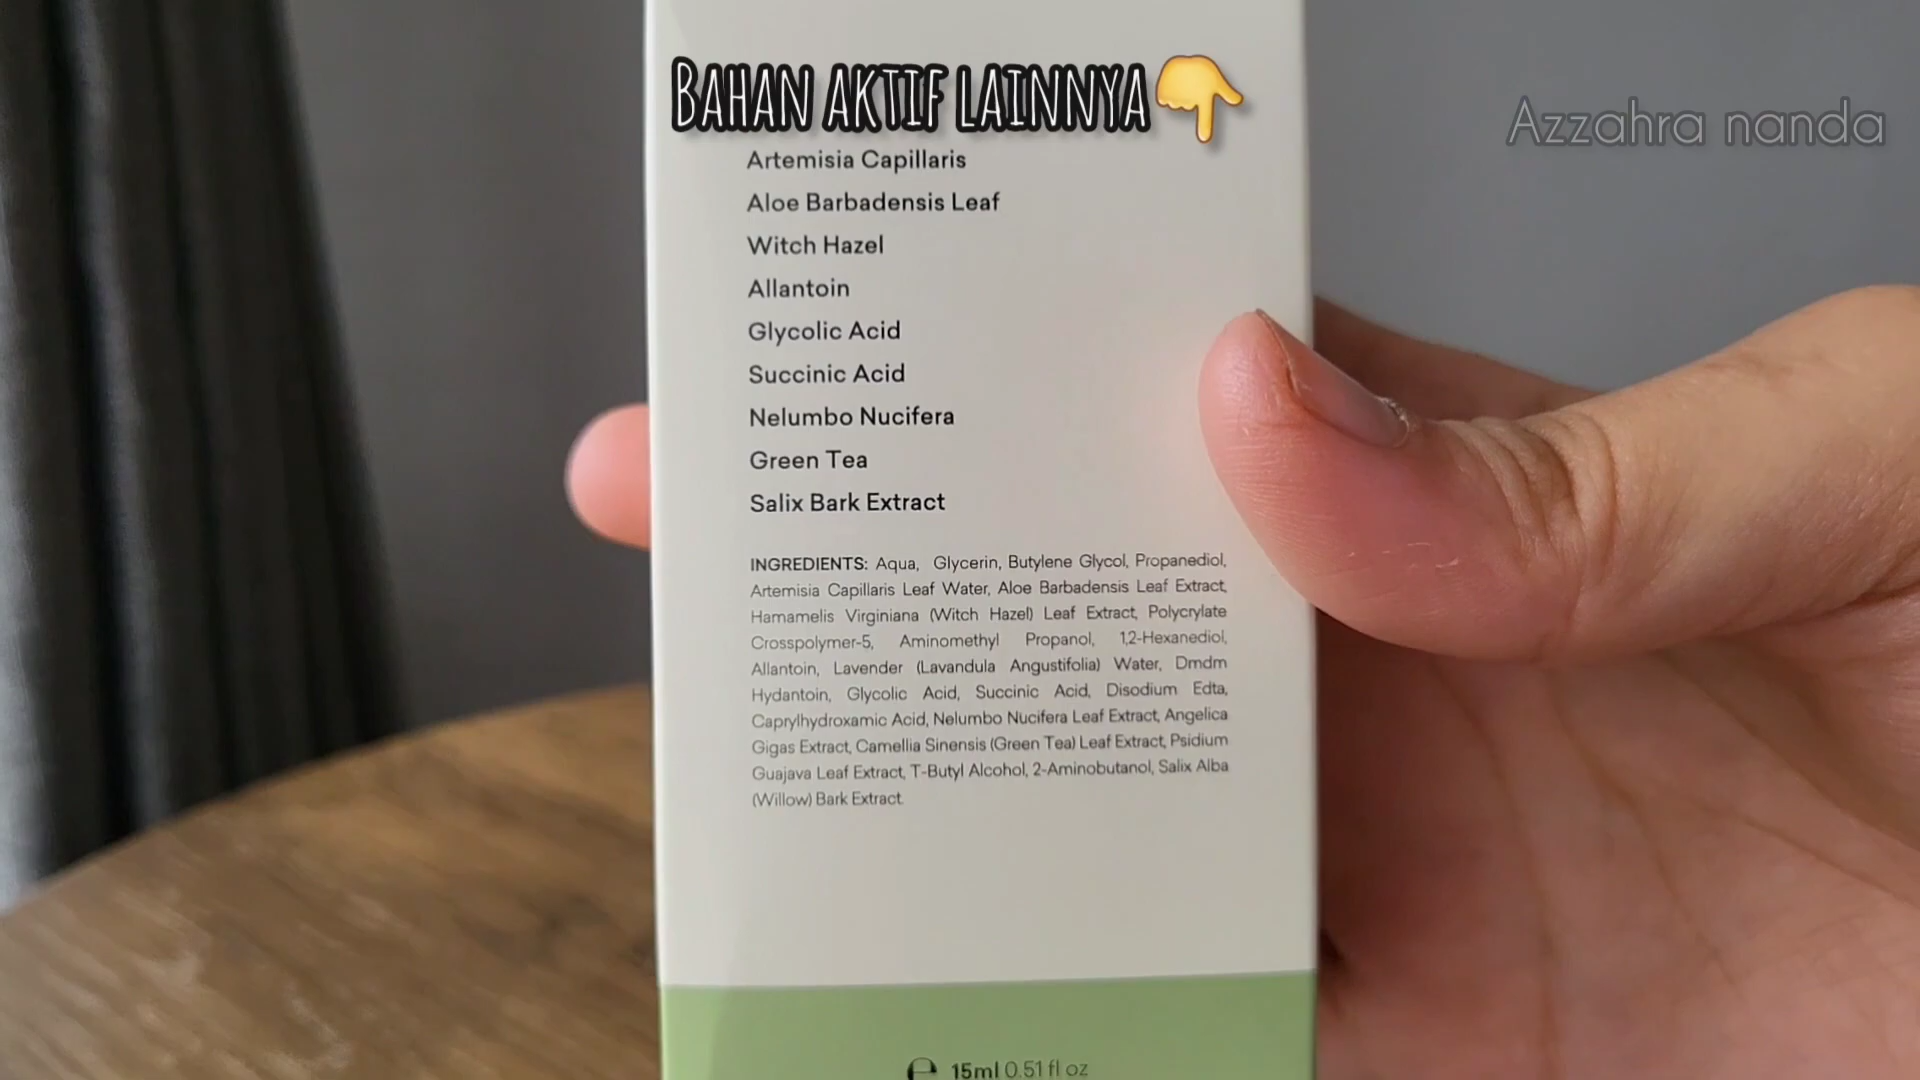 BAHAN AKTIF LAINNYA
Azzahra nanda
Artemisia Capillaris
Aloe Barbadensis Leaf
Witch Hazel
Allantoin
Glycolic Acid
Succinic Acid
Nelumbo Nucifera
Green Tea
Salix Bark Extract
INGREDIENTS: Aqua, Glycerin, Butylene Glycol, Propanediol,
Artemisia Capillaris Leaf Water, Aloe Barbadensis Leaf Extract,
Hamamelis Virginiana (Witch Hazel) Leaf Extract, Polycrylate
Crosspolymer-5, Aminomethyl Propanol, 1,2-Hexanediol,
Allantoin, Lavender (Lavandula Angustifolia) Water, Dmdm
Hydantoin, Glycolic Acid, Succinic Acid, Disodium Edta,
Caprylhydroxamic Acid, Nelumbo Nucifera Leaf Extract, Angelica
Gigas Extract, Camellia Sinensis (Green Tea) Leaf Extract, Psidium
Guajava Leaf Extract, T-Butyl Alcohol, 2-Aminobutanol, Salix Alba
(Willow) Bark Extract.
℮ 15ml 0.51 fl oz